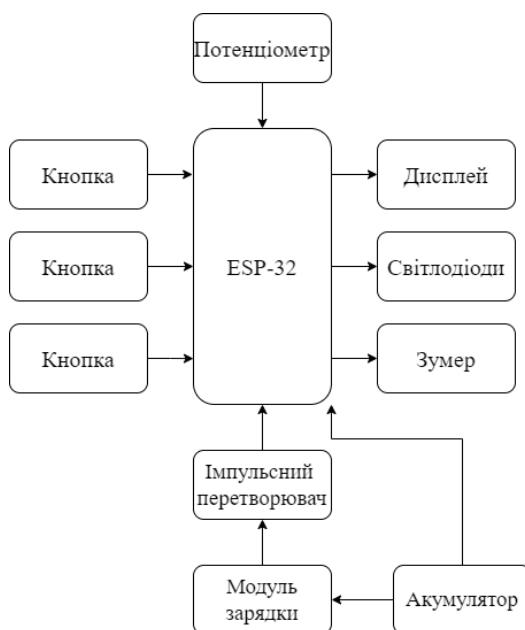 Потенціометр
Кнопка
Дисплей
Кнопка
ESP-32
Світлодіоди
Кнопка
Зумер
Імпульсний
перетворювач
Модуль
зарядки
Акумулятор